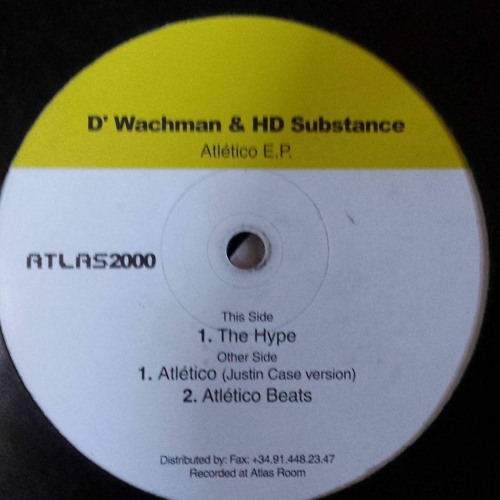 D' Wachman & HD Substance
Atlético E.P.
ATLAS2000
This Side
1. The Hype
Other Side
1. Atlético (Justin Case version)
2. Atlético Beats
Distributed by: Fax: +34.91.448.23.47
Recorded at Atlas Room